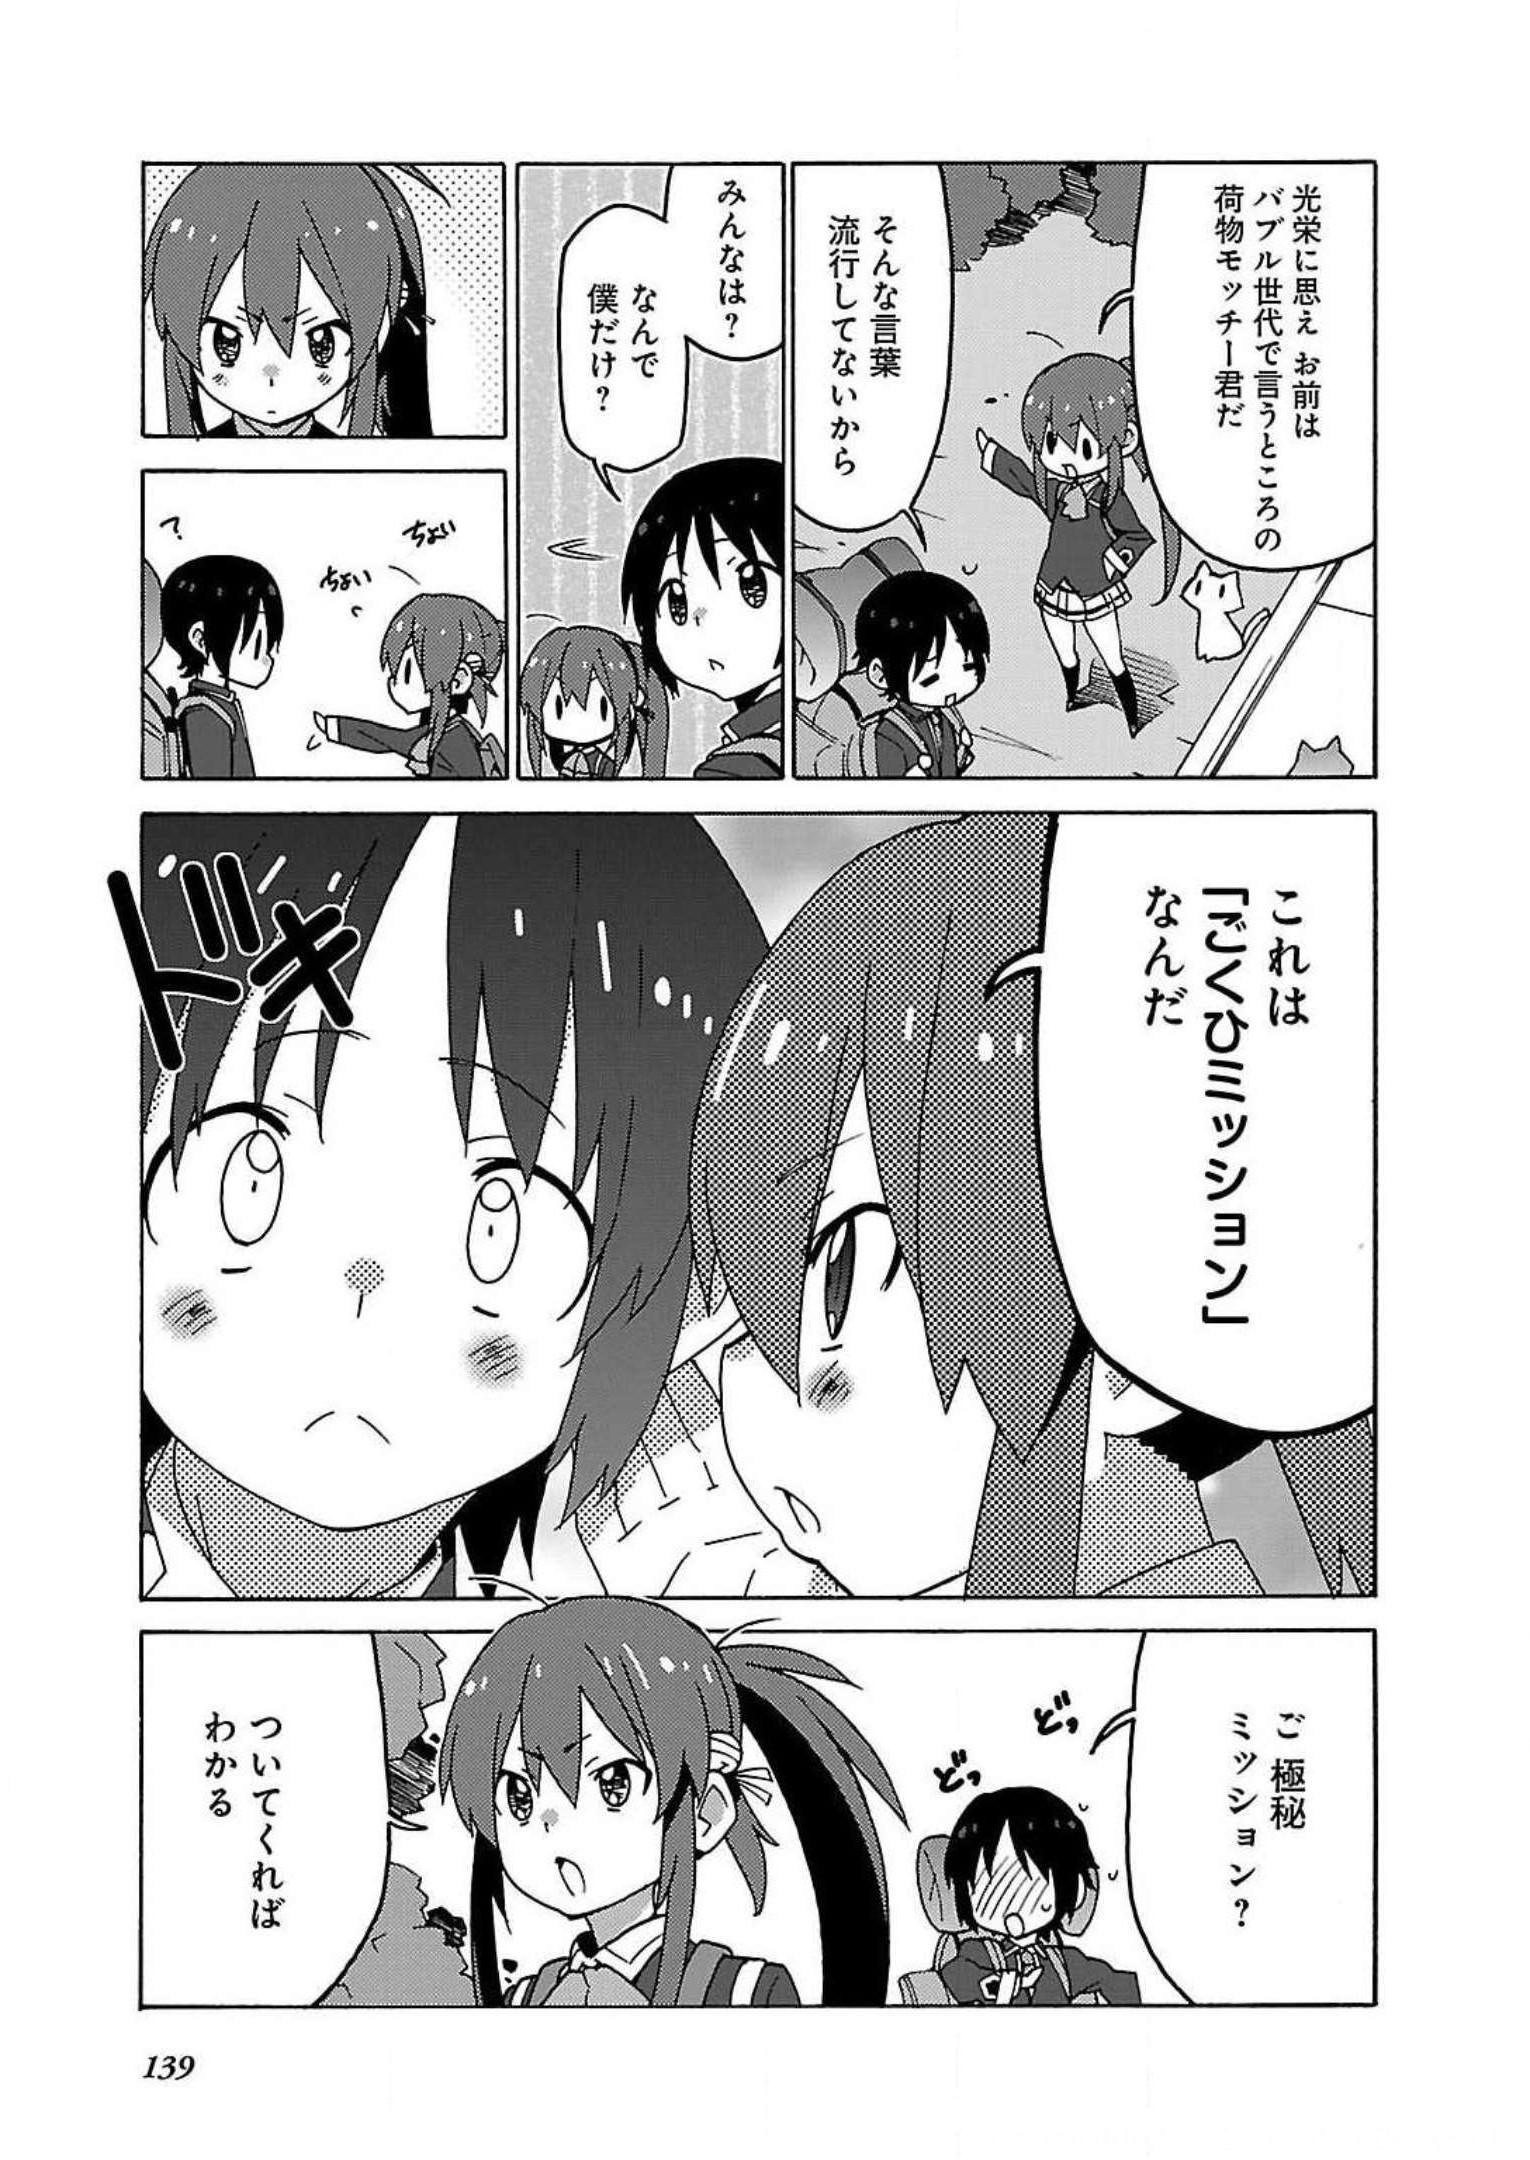 光栄に思え お前は
バブル世代で言うところの
荷物モッチー君だ
そんな言葉
流行してないから
みんなは？
なんで
僕だけ？
ちょい
ちょい
？
これは
「ごくひミッション」
なんだ
ドキ
ご 極秘
ミッション？
どっ
どっ
ついてくれば
わかる
139